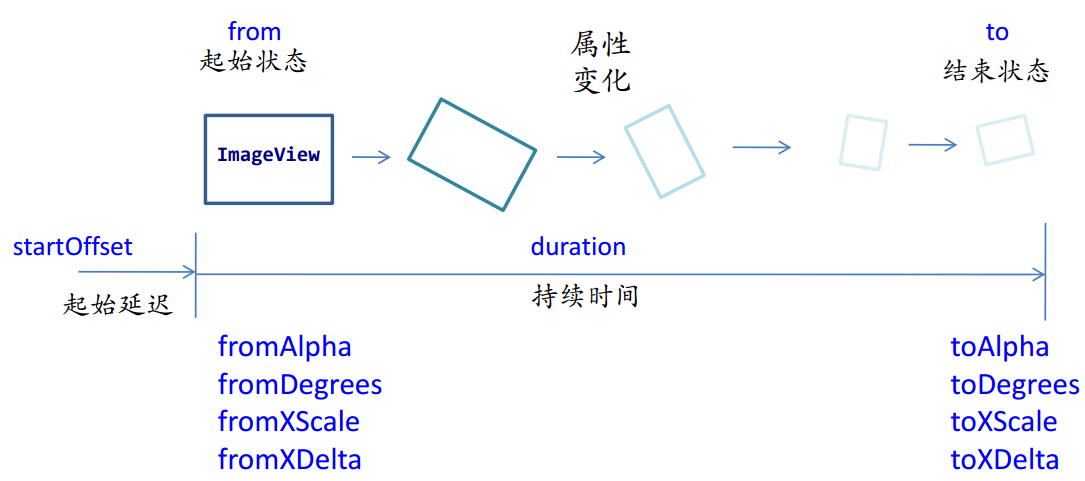 from
起始状态
属性
变化
to
结束状态
ImageView
startOffset
起始延迟
duration
持续时间
fromAlpha
fromDegrees
fromXScale
fromXDelta
toAlpha
toDegrees
toXScale
toXDelta